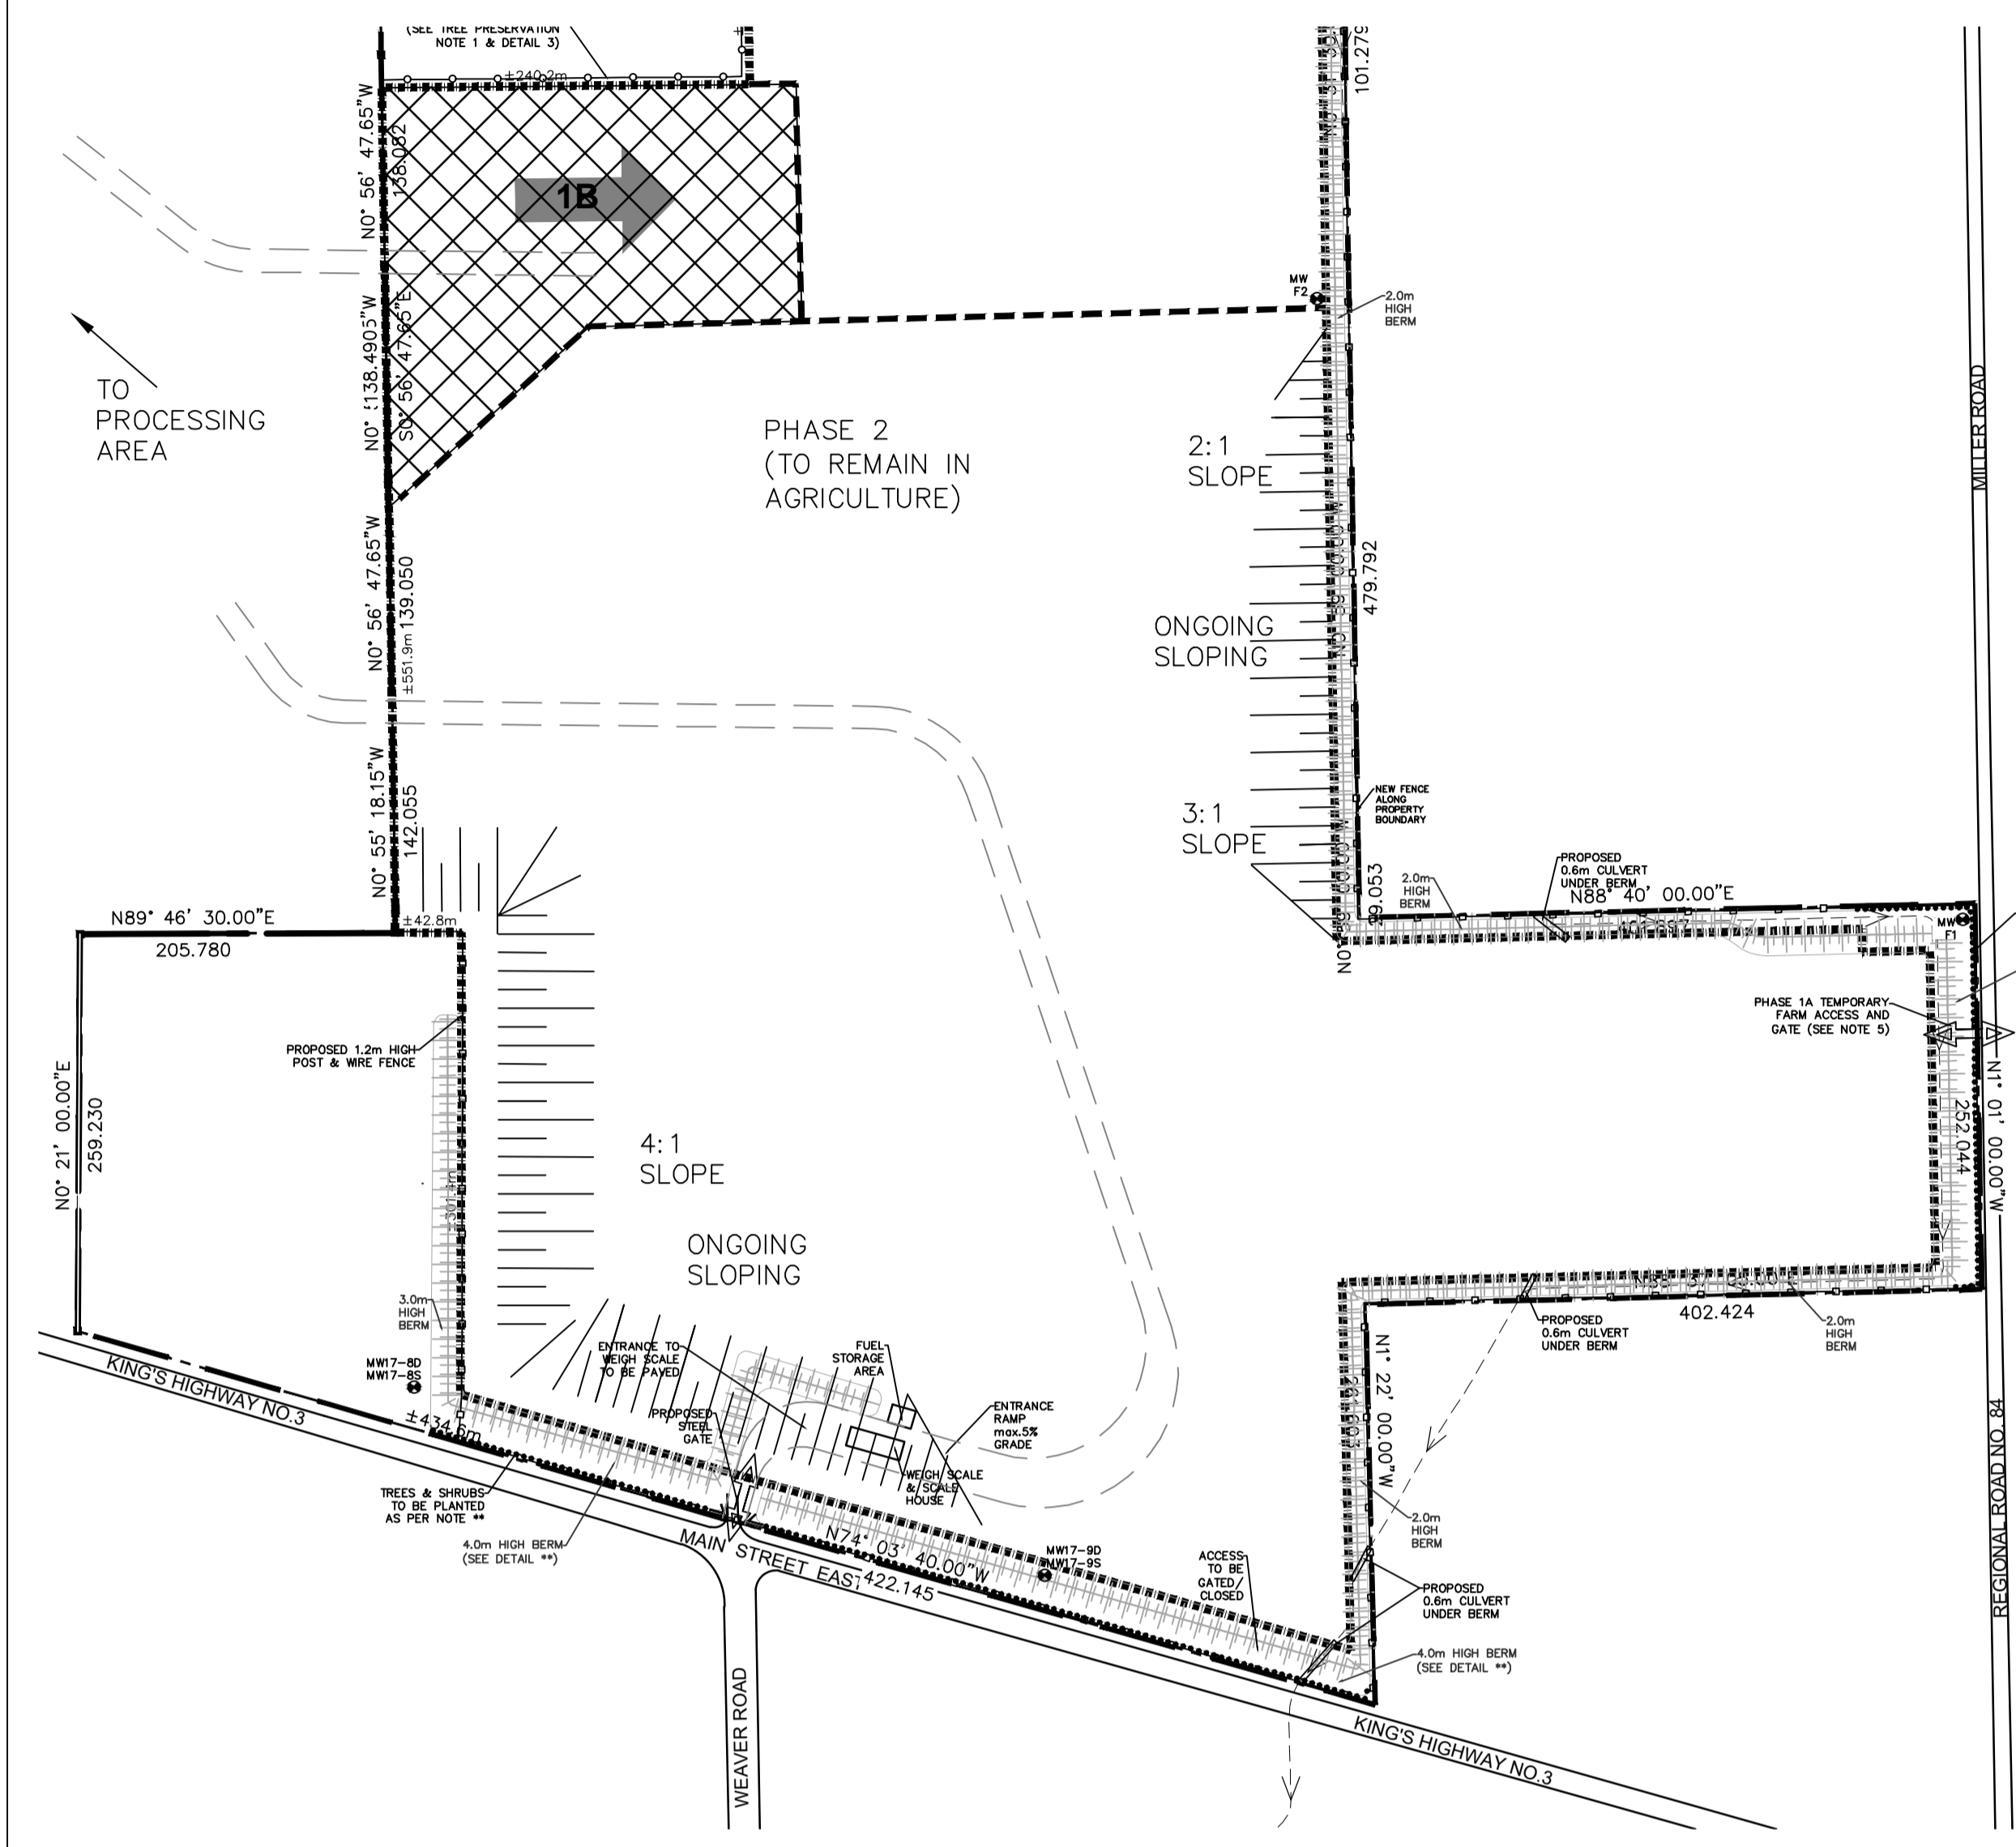 (SEE TREE PRESERVATION
NOTE 1 & DETAIL 3)
±240.2m
101.279
N0° 56' 47.65"W
138.082
1B
MW
F2
2.0m
HIGH
BERM
138.4905"W
S0° 56' 47.65"E
TO
PROCESSING
AREA
PHASE 2
(TO REMAIN IN
AGRICULTURE)
2:1
SLOPE
MILLER ROAD
N0° 56' 47.65"W
139.050
±551.9m
479.792
ONGOING
SLOPING
N0° 55' 18.15"W
142.055
NEW FENCE
ALONG
PROPERTY
BOUNDARY
3:1
SLOPE
19.053
2.0m
HIGH
BERM
PROPOSED
0.6m CULVERT
UNDER BERM
N88° 40' 00.00"E
MW
F1
N89° 46' 30.00"E
205.780
±42.8m
PHASE 1A TEMPORARY
FARM ACCESS AND
GATE (SEE NOTE 5)
PROPOSED 1.2m HIGH
POST & WIRE FENCE
N0° 21' 00.00"E
259.230
N1° 01' 00.00"W
252.044
4:1
SLOPE
ONGOING
SLOPING
3.0m
HIGH
BERM
402.424
PROPOSED
0.6m CULVERT
UNDER BERM
2.0m
HIGH
BERM
ENTRANCE TO
WEIGH SCALE
TO BE PAVED
FUEL
STORAGE
AREA
MW17-8D
MW17-8S
KING'S HIGHWAY NO.3
±434.6m
PROPOSED
STEEL
GATE
ENTRANCE
RAMP
max.5%
GRADE
WEIGH SCALE
& SCALE
HOUSE
N1° 22' 00.00"W
REGIONAL ROAD NO. 84
TREES & SHRUBS
TO BE PLANTED
AS PER NOTE **
4.0m HIGH BERM
(SEE DETAIL **)
MAIN STREET EAST
N74° 03' 40.00"W
422.145
MW17-9D
MW17-9S
2.0m
HIGH
BERM
ACCESS
TO BE
GATED/
CLOSED
PROPOSED
0.6m CULVERT
UNDER BERM
4.0m HIGH BERM
(SEE DETAIL **)
WEAVER ROAD
KING'S HIGHWAY NO.3